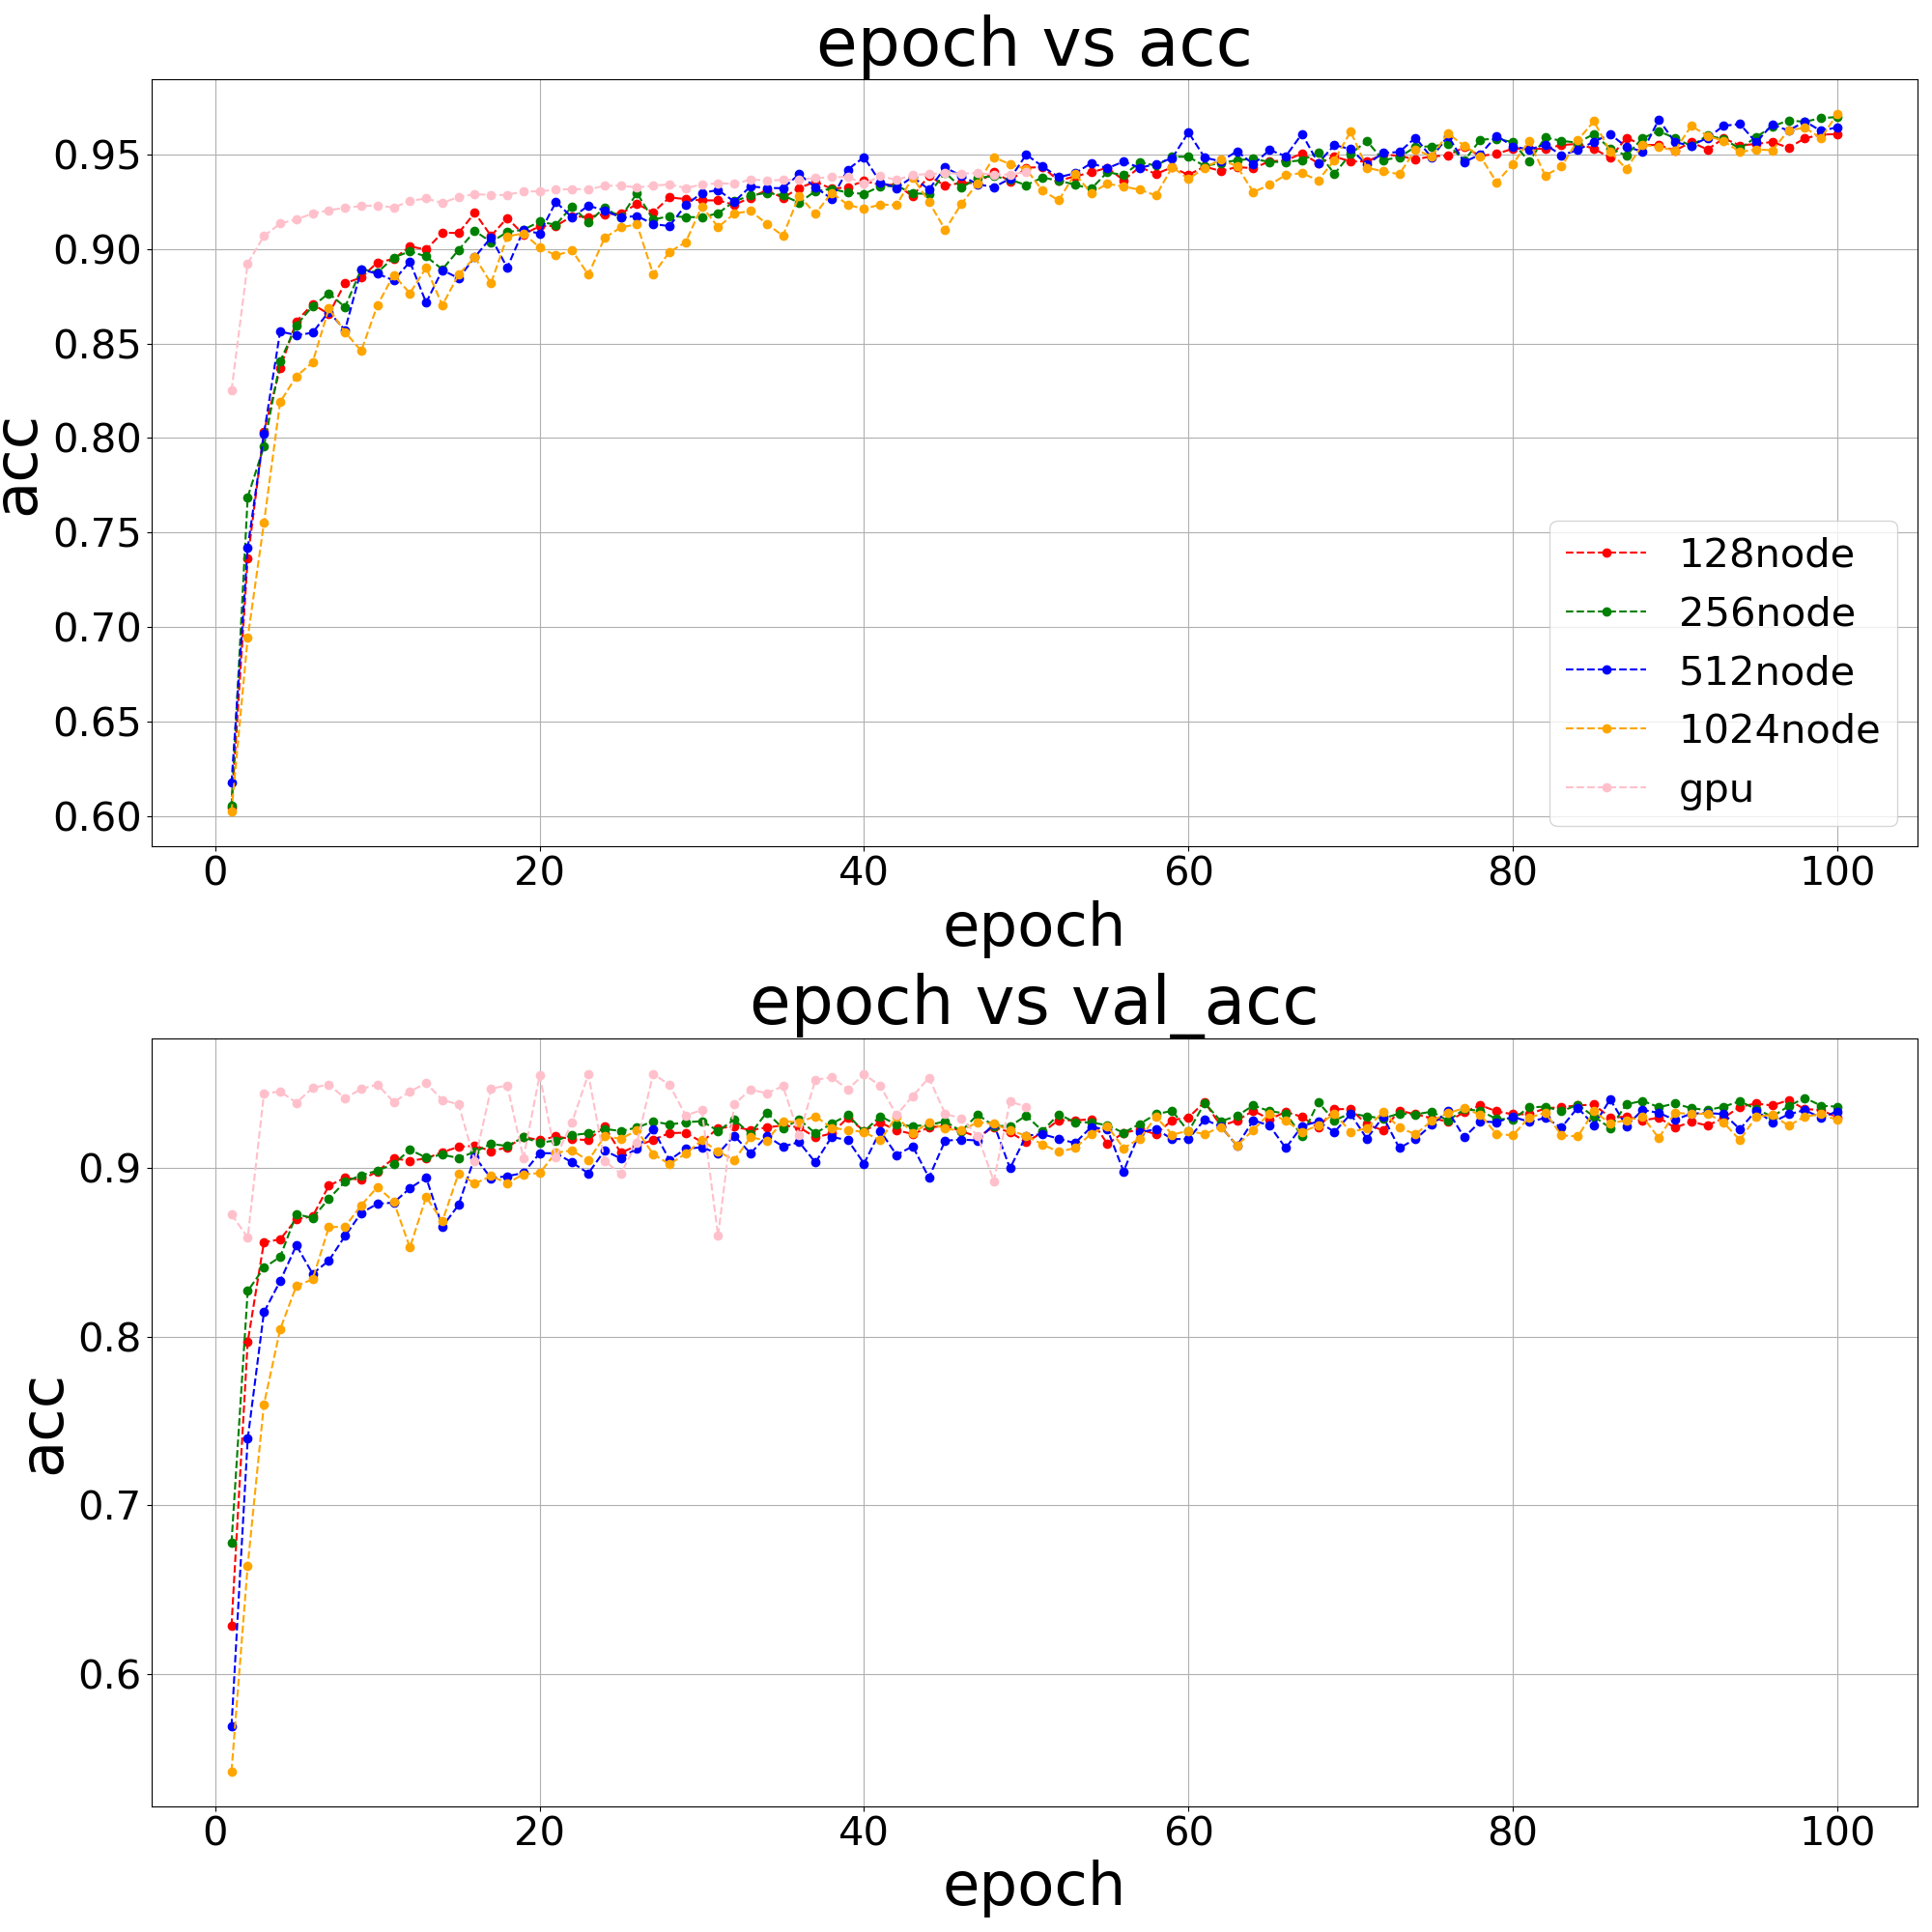 epoch vs acc
acc
0.95
0.90
0.85
0.80
0.75
0.70
0.65
0.60
128node
256node
512node
1024node
gpu
0 20 40 60 80 100
epoch
epoch vs val_acc
acc
0.9
0.8
0.7
0.6
0 20 40 60 80 100
epoch